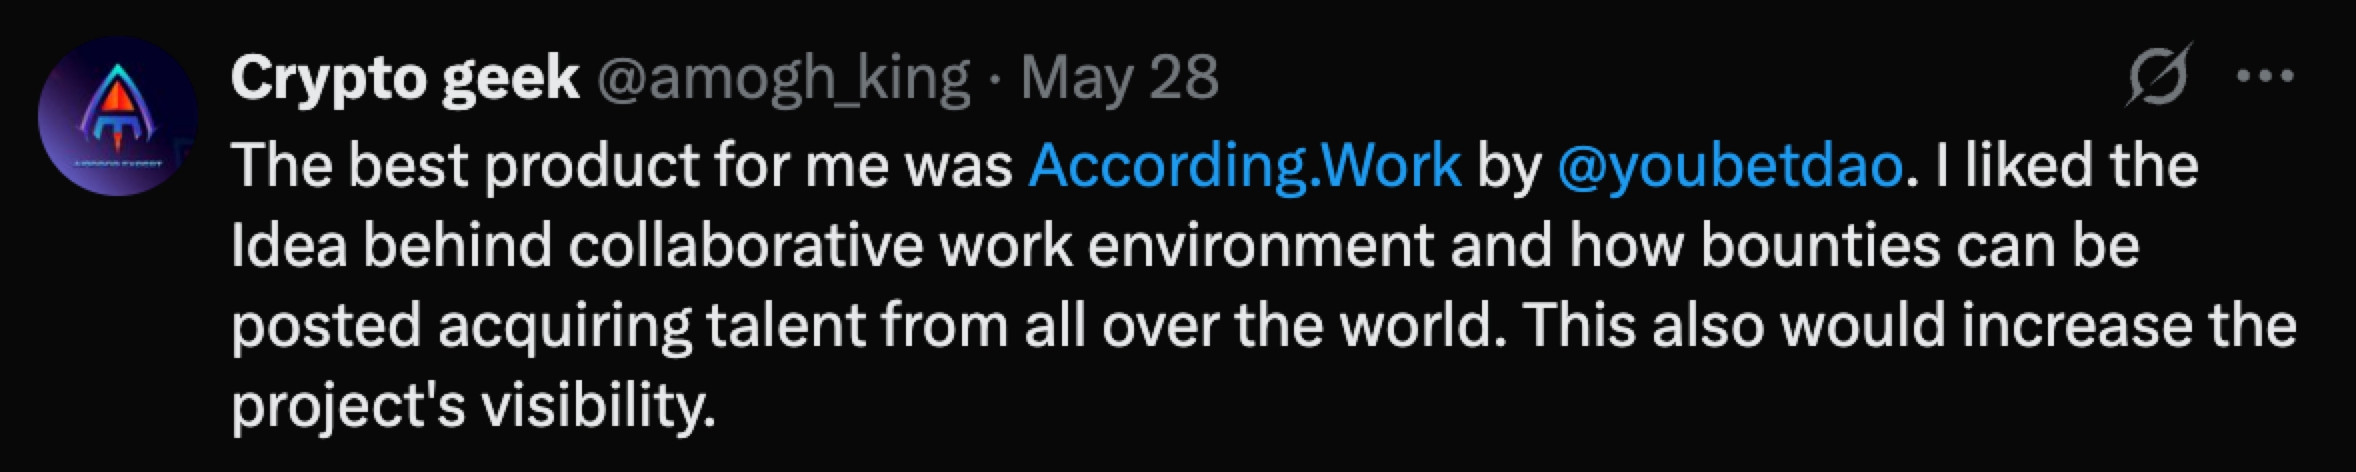 Crypto geek @amogh_king · May 28
The best product for me was According.Work by @youbetdao. I liked the
Idea behind collaborative work environment and how bounties can be
posted acquiring talent from all over the world. This also would increase the
project's visibility.